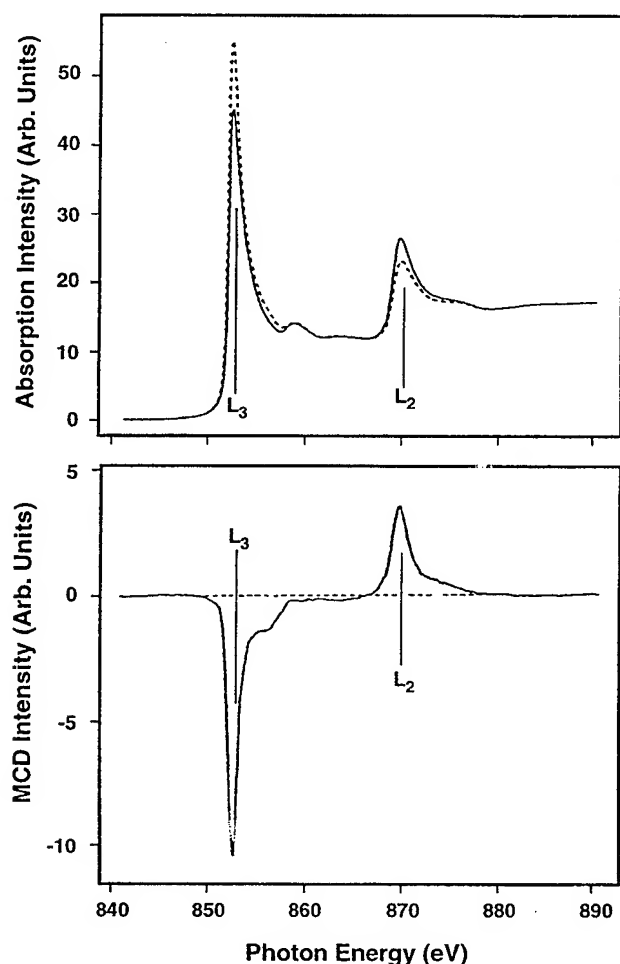 Absorption Intensity (Arb. Units)
50
40
30
20
10
0
L3
L2
MCD Intensity (Arb. Units)
5
0
-5
-10
L3
L2
840 850 860 870 880 890
Photon Energy (eV)